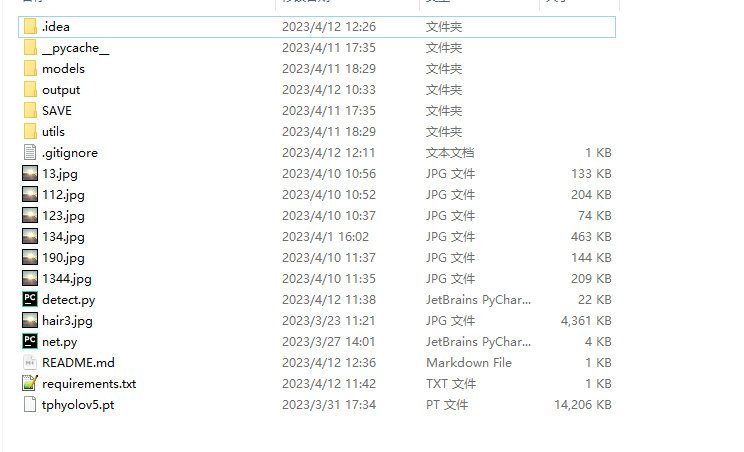 .idea 2023/4/12 12:26 文件夹
__pycache__ 2023/4/11 17:35 文件夹
models 2023/4/11 18:29 文件夹
output 2023/4/12 10:33 文件夹
SAVE 2023/4/11 17:35 文件夹
utils 2023/4/11 18:29 文件夹
.gitignore 2023/4/12 12:11 文本文档 1 KB
13.jpg 2023/4/10 10:56 JPG 文件 133 KB
112.jpg 2023/4/10 10:52 JPG 文件 204 KB
123.jpg 2023/4/10 10:37 JPG 文件 74 KB
134.jpg 2023/4/1 16:02 JPG 文件 463 KB
190.jpg 2023/4/10 11:37 JPG 文件 144 KB
1344.jpg 2023/4/10 11:35 JPG 文件 209 KB
detect.py 2023/4/12 11:38 JetBrains PyChar... 22 KB
hair3.jpg 2023/3/23 11:21 JPG 文件 4,361 KB
net.py 2023/3/27 14:01 JetBrains PyChar... 4 KB
README.md 2023/4/12 12:36 Markdown File 1 KB
requirements.txt 2023/4/12 11:42 TXT 文件 1 KB
tphyolov5.pt 2023/3/31 17:34 PT 文件 14,206 KB